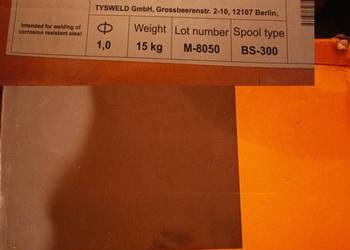 TYSWELD GmbH, Grossbeerenstr. 2-10, 12107 Berlin,
Intended for welding of
corrosion resistant steel
Φ Weight Lot number Spool type
1,0 15 kg M-8050 BS-300